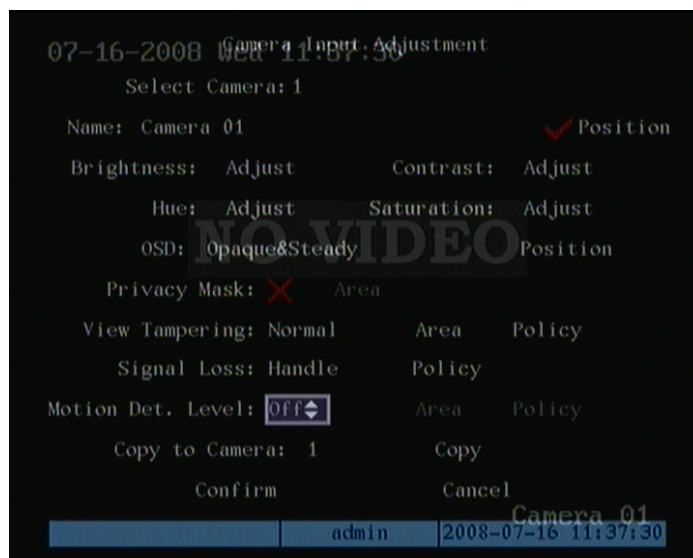 Camera Input Adjustment
07-16-2008 Wed 11:37:30
Select Camera: 1
Name: Camera 01 Position
Brightness: Adjust Contrast: Adjust
Hue: Adjust Saturation: Adjust
NO VIDEO
OSD: Opaque&Steady Position
Privacy Mask: Area
View Tampering: Normal Area Policy
Signal Loss: Handle Policy
Motion Det. Level: Off Area Policy
Copy to Camera: 1 Copy
Confirm Cancel
Camera 01
admin 2008-07-16 11:37:30